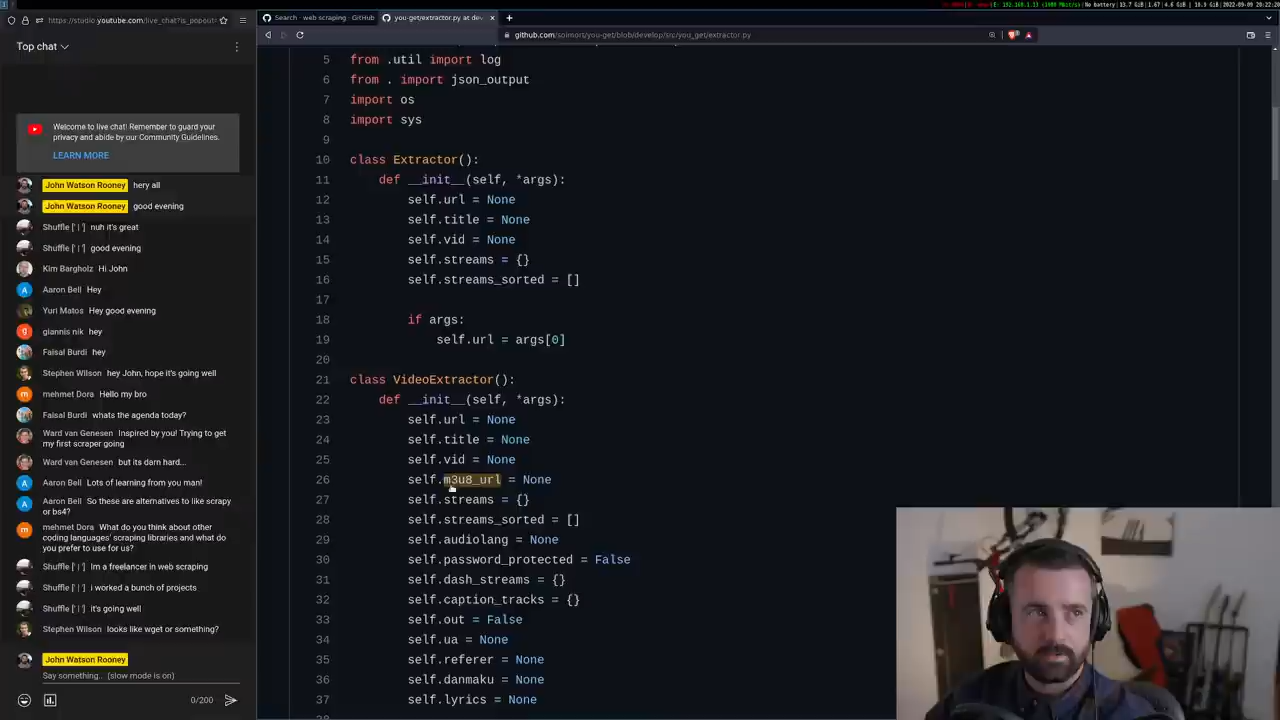 https://studio.youtube.com/live_chat?is_popout=
Search · web scraping · GitHub
you-get/extractor.py at dev
github.com/soimort/you-get/blob/develop/src/you_get/extractor.py
Top chat
Welcome to live chat! Remember to guard your
privacy and abide by our Community Guidelines.
LEARN MORE
John Watson Rooney hery all
John Watson Rooney good evening
Shuffle [' | '] nuh it's great
Shuffle [' | '] good evening
Kim Bargholz Hi John
Aaron Bell Hey
Yuri Matos Hey good evening
giannis nik hey
Faisal Burdi hey
Stephen Wilson hey John, hope it's going well
mehmet Dora Hello my bro
Faisal Burdi whats the agenda today?
Ward van Genesen Inspired by you! Trying to get
my first scraper going
Ward van Genesen but its darn hard...
Aaron Bell Lots of learning from you man!
Aaron Bell So these are alternatives to like scrapy
or bs4?
mehmet Dora What do you think about other
coding languages' scraping libraries and what do
you prefer to use for us?
Shuffle [' | '] Im a freelancer in web scraping
Shuffle [' | '] i worked a bunch of projects
Shuffle [' | '] it's going well
Stephen Wilson looks like wget or something?
John Watson Rooney
Say something.. (slow mode is on)
0/200
5 from .util import log
6 from . import json_output
7 import os
8 import sys
9
10 class Extractor():
11 def __init__(self, *args):
12 self.url = None
13 self.title = None
14 self.vid = None
15 self.streams = {}
16 self.streams_sorted = []
17
18 if args:
19 self.url = args[0]
20
21 class VideoExtractor():
22 def __init__(self, *args):
23 self.url = None
24 self.title = None
25 self.vid = None
26 self.m3u8_url = None
27 self.streams = {}
28 self.streams_sorted = []
29 self.audiolang = None
30 self.password_protected = False
31 self.dash_streams = {}
32 self.caption_tracks = {}
33 self.out = False
34 self.ua = None
35 self.referer = None
36 self.danmaku = None
37 self.lyrics = None